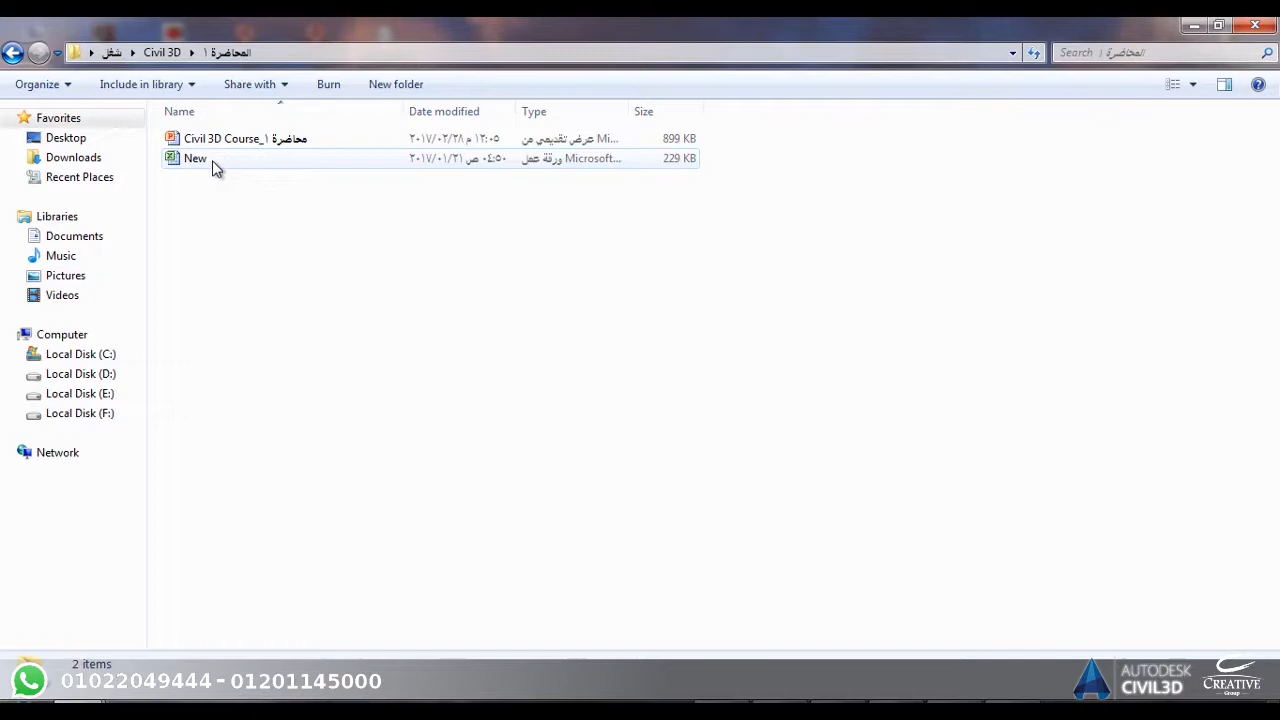 شغل Civil 3D المحاضرة ١
Search المحاضرة ١
Organize Include in library Share with Burn New folder
Name Date modified Type Size
Civil 3D Course_محاضرة ١ ٢٠١٧/٠٢/٢٨ م ١٢:٠٥ عرض تقديمي من Mi... 899 KB
New ٢٠١٧/٠١/٢١ ص ٠٤:٥٠ ورقة عمل Microsoft... 229 KB
Favorites
Desktop
Downloads
Recent Places
Libraries
Documents
Music
Pictures
Videos
Computer
Local Disk (C:)
Local Disk (D:)
Local Disk (E:)
Local Disk (F:)
Network
2 items
01022049444 - 01201145000
AUTODESK
CIVIL3D
CREATIVE
Group